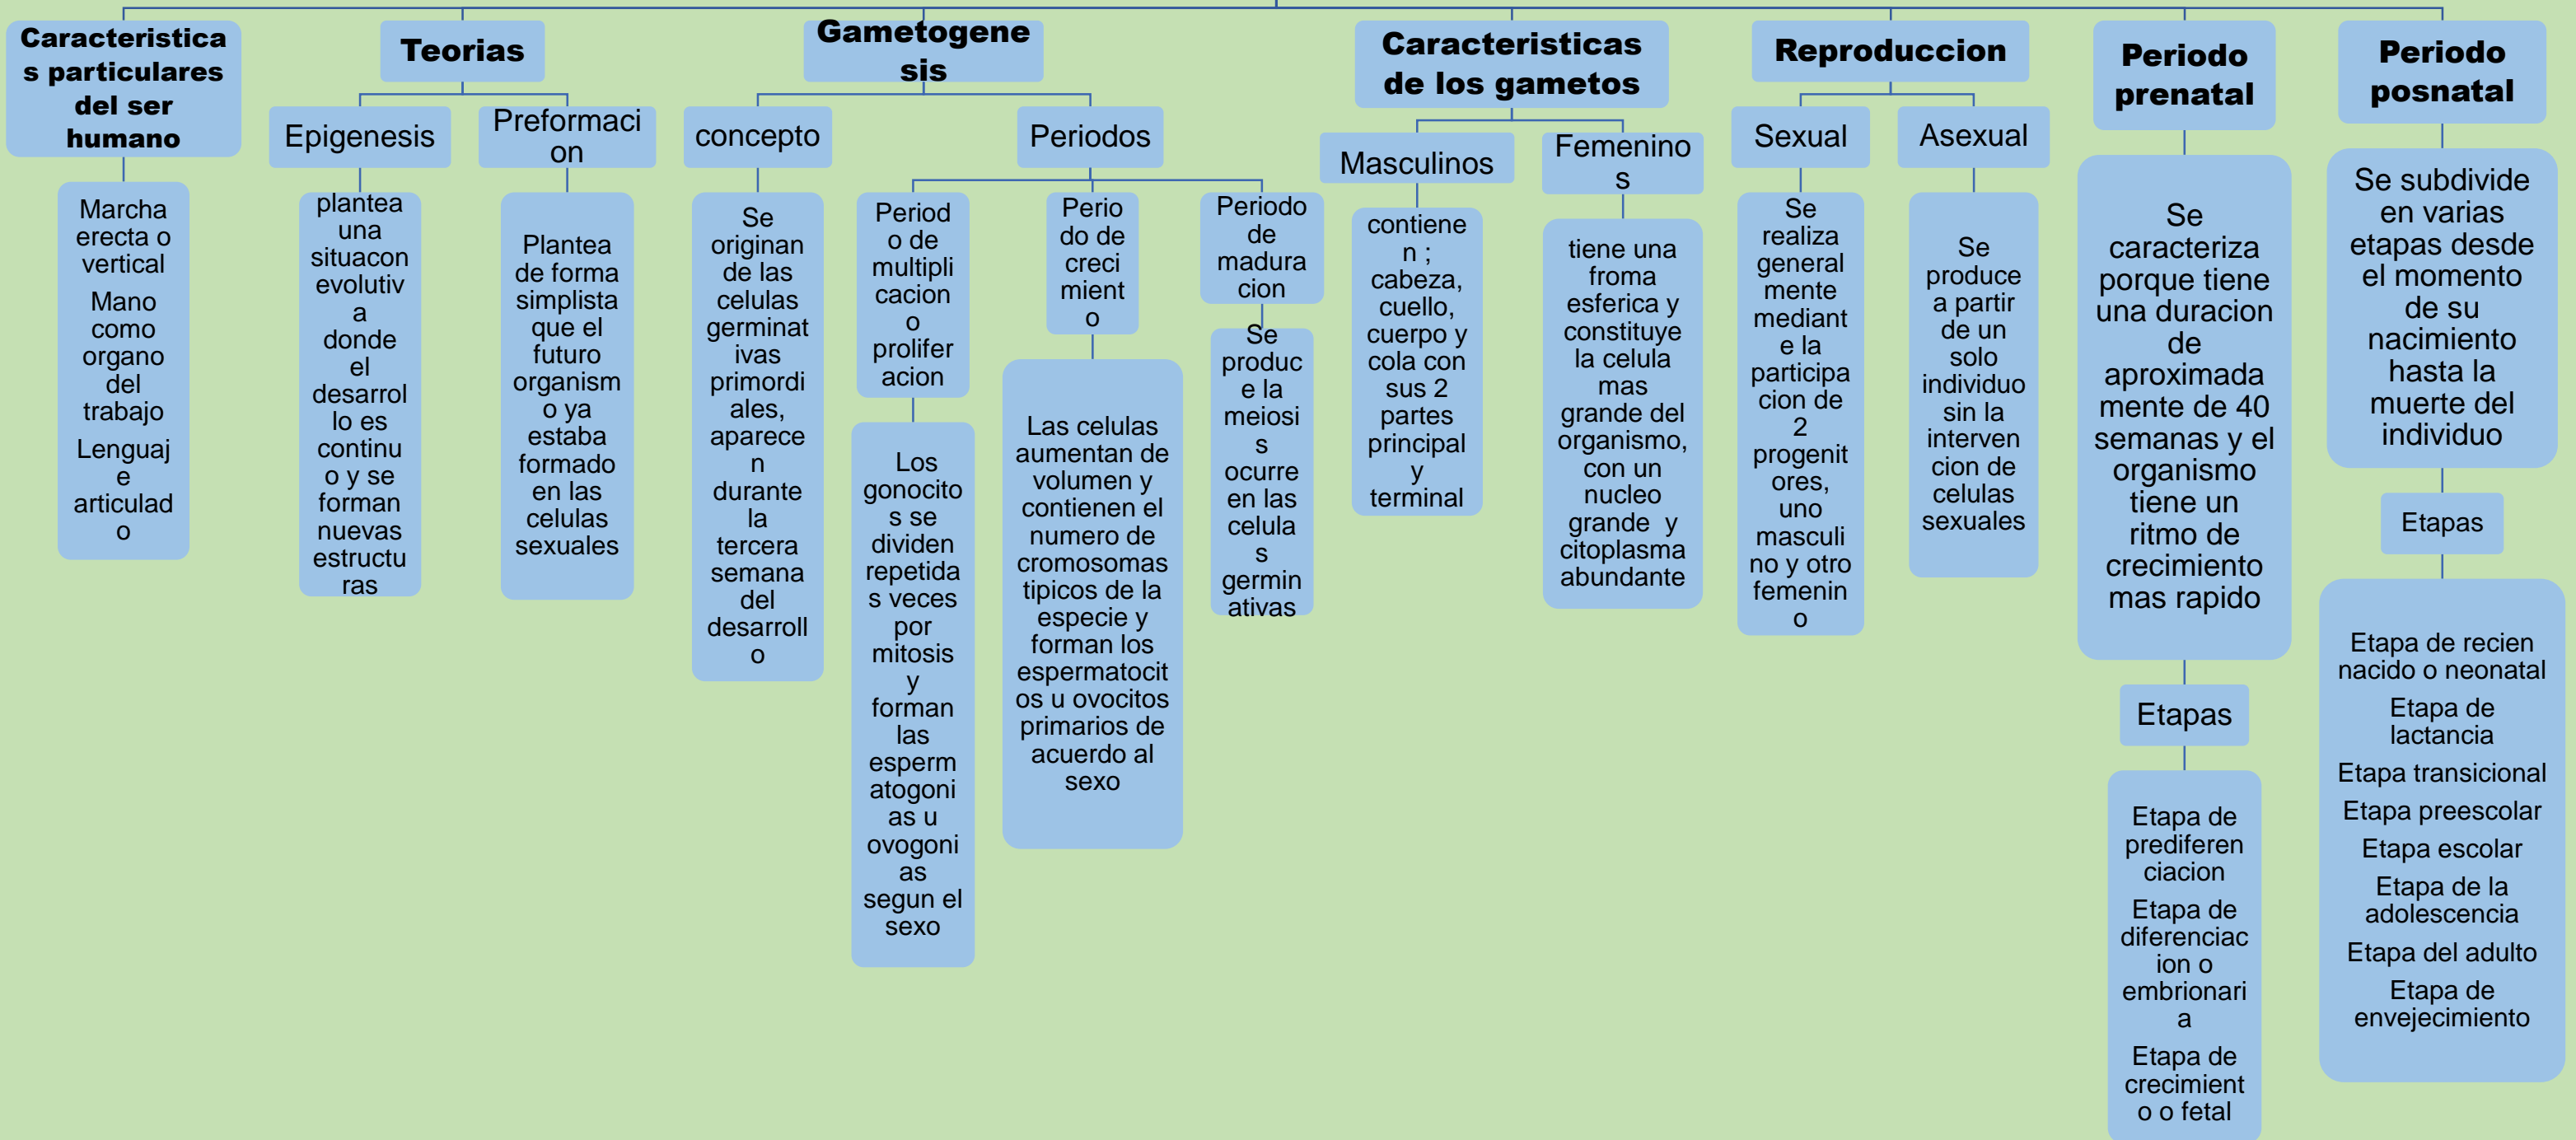 Caracteristica
s particulares
del ser
humano
Marcha
erecta o
vertical
Mano
como
organo
del
trabajo
Lenguaj
e
articulad
o
Teorias
Epigenesis
plantea
una
situacon
evolutiv
a
donde
el
desarrol
lo es
continu
o y se
forman
nuevas
estructu
ras
Preformaci
on
Plantea
de forma
simplista
que el
futuro
organism
o ya
estaba
formado
en las
celulas
sexuales
Gametogene
sis
concepto
Se
originan
de las
celulas
germinat
ivas
primordi
ales,
aparece
n
durante
la
tercera
semana
del
desarroll
o
Periodos
Period
o de
multipli
cacion
o
prolifer
acion
Los
gonocito
s se
dividen
repetida
s veces
por
mitosis
y
forman
las
esperm
atogoni
as u
ovogoni
as
segun el
sexo
Perio
do de
creci
mient
o
Las celulas
aumentan de
volumen y
contienen el
numero de
cromosomas
tipicos de la
especie y
forman los
espermatocit
os u ovocitos
primarios de
acuerdo al
sexo
Periodo
de
madura
cion
Se
produc
e la
meiosi
s
ocurre
en las
celula
s
germin
ativas
Caracteristicas
de los gametos
Masculinos
contiene
n ;
cabeza,
cuello,
cuerpo y
cola con
sus 2
partes
principal
y
terminal
Femenino
s
tiene una
froma
esferica y
constituye
la celula
mas
grande del
organismo,
con un
nucleo
grande y
citoplasma
abundante
Reproduccion
Sexual
Se
realiza
general
mente
mediant
e la
participa
cion de
2
progenit
ores,
uno
masculi
no y otro
femenin
o
Asexual
Se
produce
a partir
de un
solo
individuo
sin la
interven
cion de
celulas
sexuales
Periodo
prenatal
Se
caracteriza
porque tiene
una duracion
de
aproximada
mente de 40
semanas y el
organismo
tiene un
ritmo de
crecimiento
mas rapido
Etapas
Etapa de
prediferen
ciacion
Etapa de
diferenciac
ion o
embrionari
a
Etapa de
crecimient
o o fetal
Periodo
posnatal
Se subdivide
en varias
etapas desde
el momento
de su
nacimiento
hasta la
muerte del
individuo
Etapas
Etapa de recien
nacido o neonatal
Etapa de
lactancia
Etapa transicional
Etapa preescolar
Etapa escolar
Etapa de la
adolescencia
Etapa del adulto
Etapa de
envejecimiento